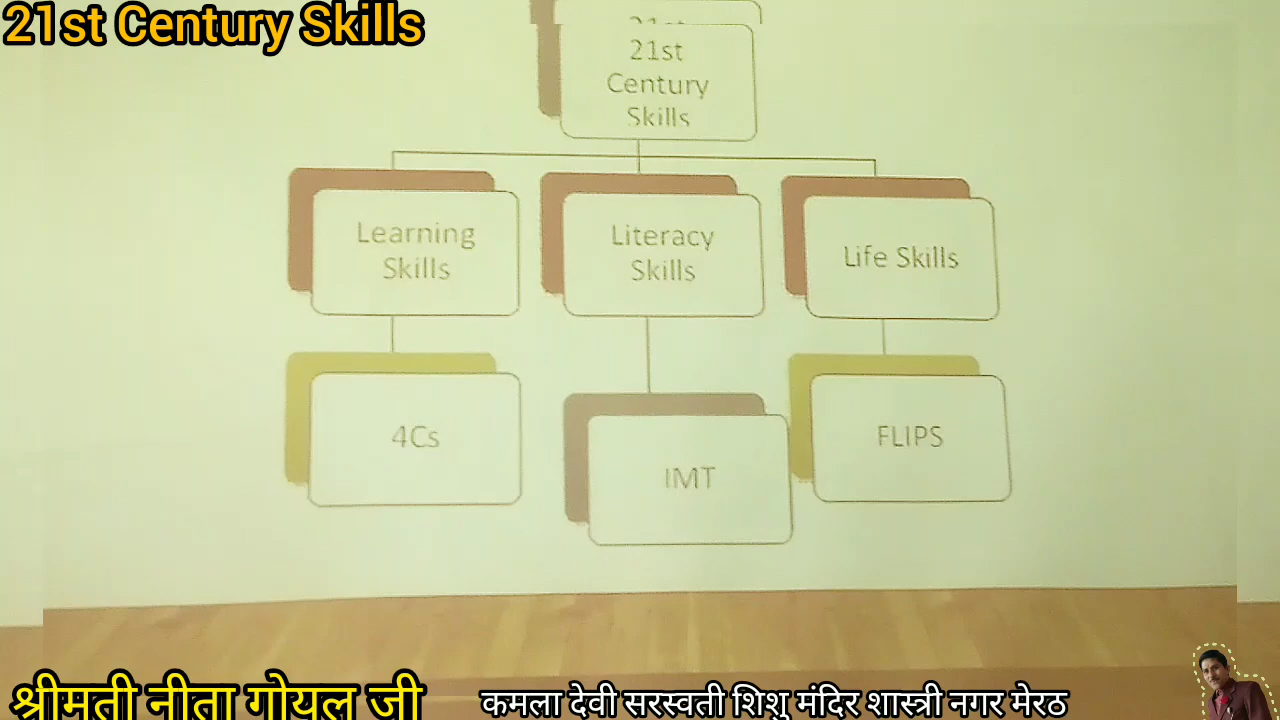 21st Century Skills
21st
21st
Century
Skills
Learning
Skills
Literacy
Skills
Life Skills
4Cs
IMT
FLIPS
श्रीमती नीता गोयल जी
कमला देवी सरस्वती शिशु मंदिर शास्त्री नगर मेरठ